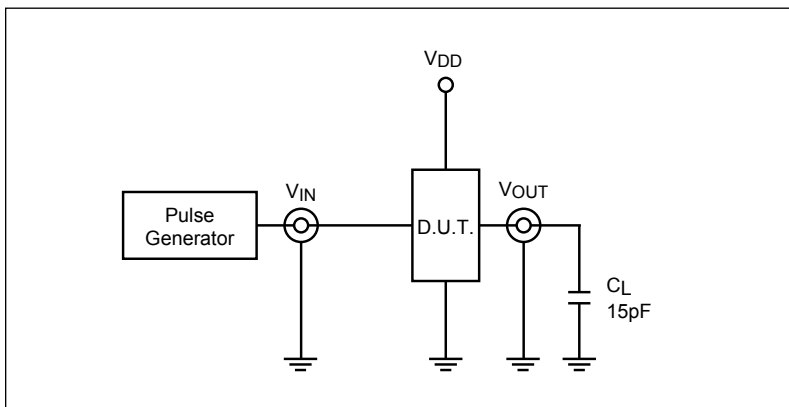 VDD
Pulse
Generator
VIN
D.U.T.
VOUT
CL
15pF